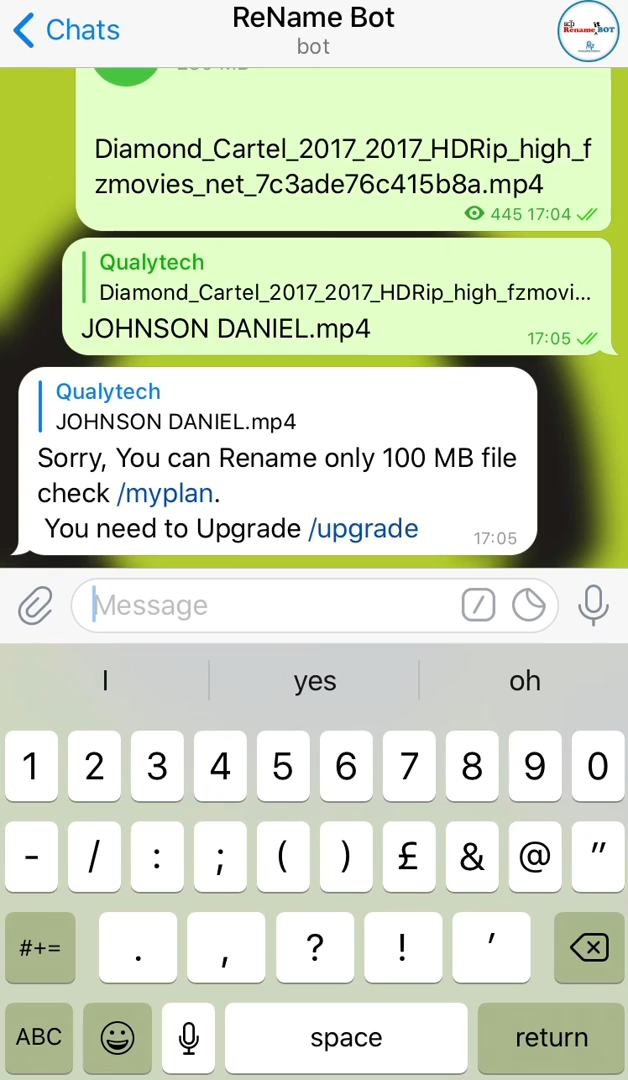 Chats
ReName Bot
bot
Diamond_Cartel_2017_2017_HDRip_high_f
zmovies_net_7c3ade76c415b8a.mp4
445 17:04
Qualytech
Diamond_Cartel_2017_2017_HDRip_high_fzmovi...
JOHNSON DANIEL.mp4
17:05
Qualytech
JOHNSON DANIEL.mp4
Sorry, You can Rename only 100 MB file
check /myplan.
You need to Upgrade /upgrade
17:05
Message
I yes oh
1 2 3 4 5 6 7 8 9 0
- / : ; ( ) £ & @ "
#+= . , ? ! '
ABC space return